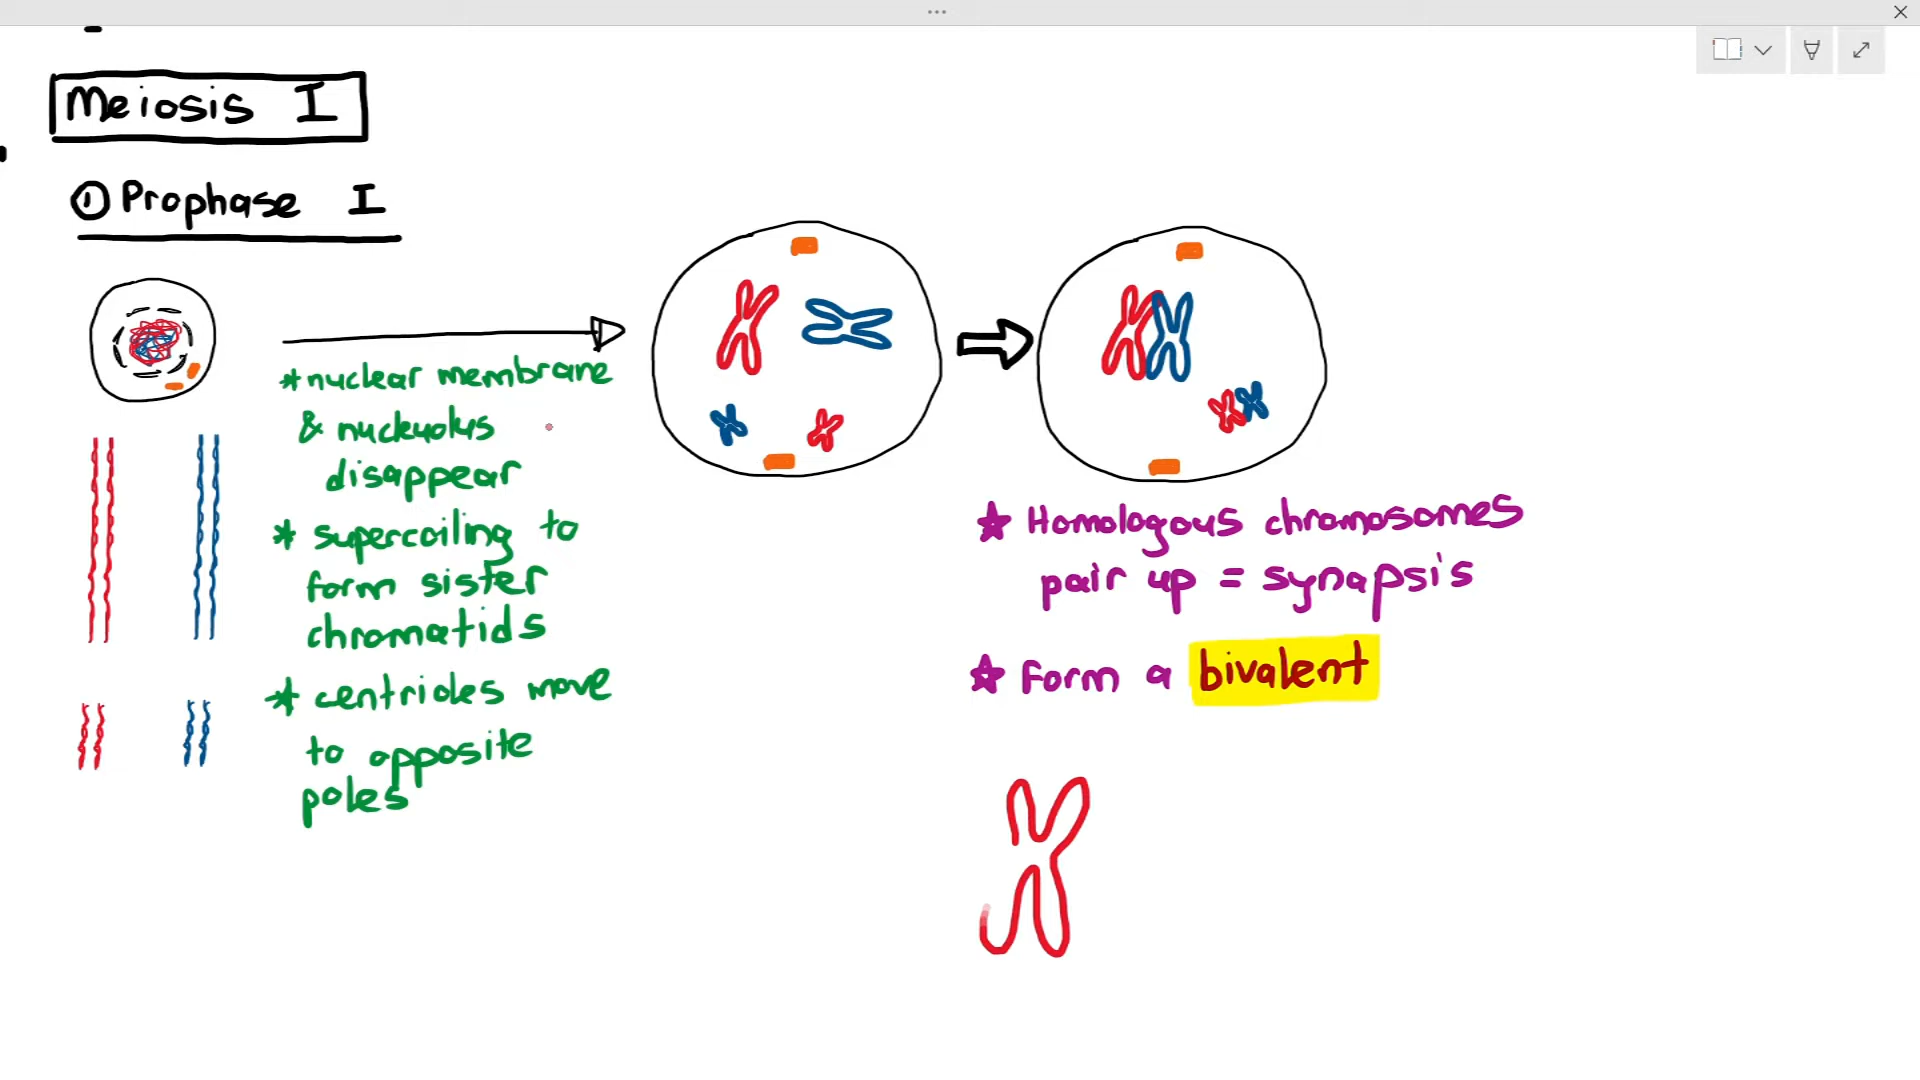 Meiosis I
① Prophase I
* nuclear membrane
& nucleolus
disappear
* supercoiling to
form sister
chromatids
* centrioles move
to opposite
poles
★ Homologous chromosomes
pair up = synapsis
★ Form a bivalent